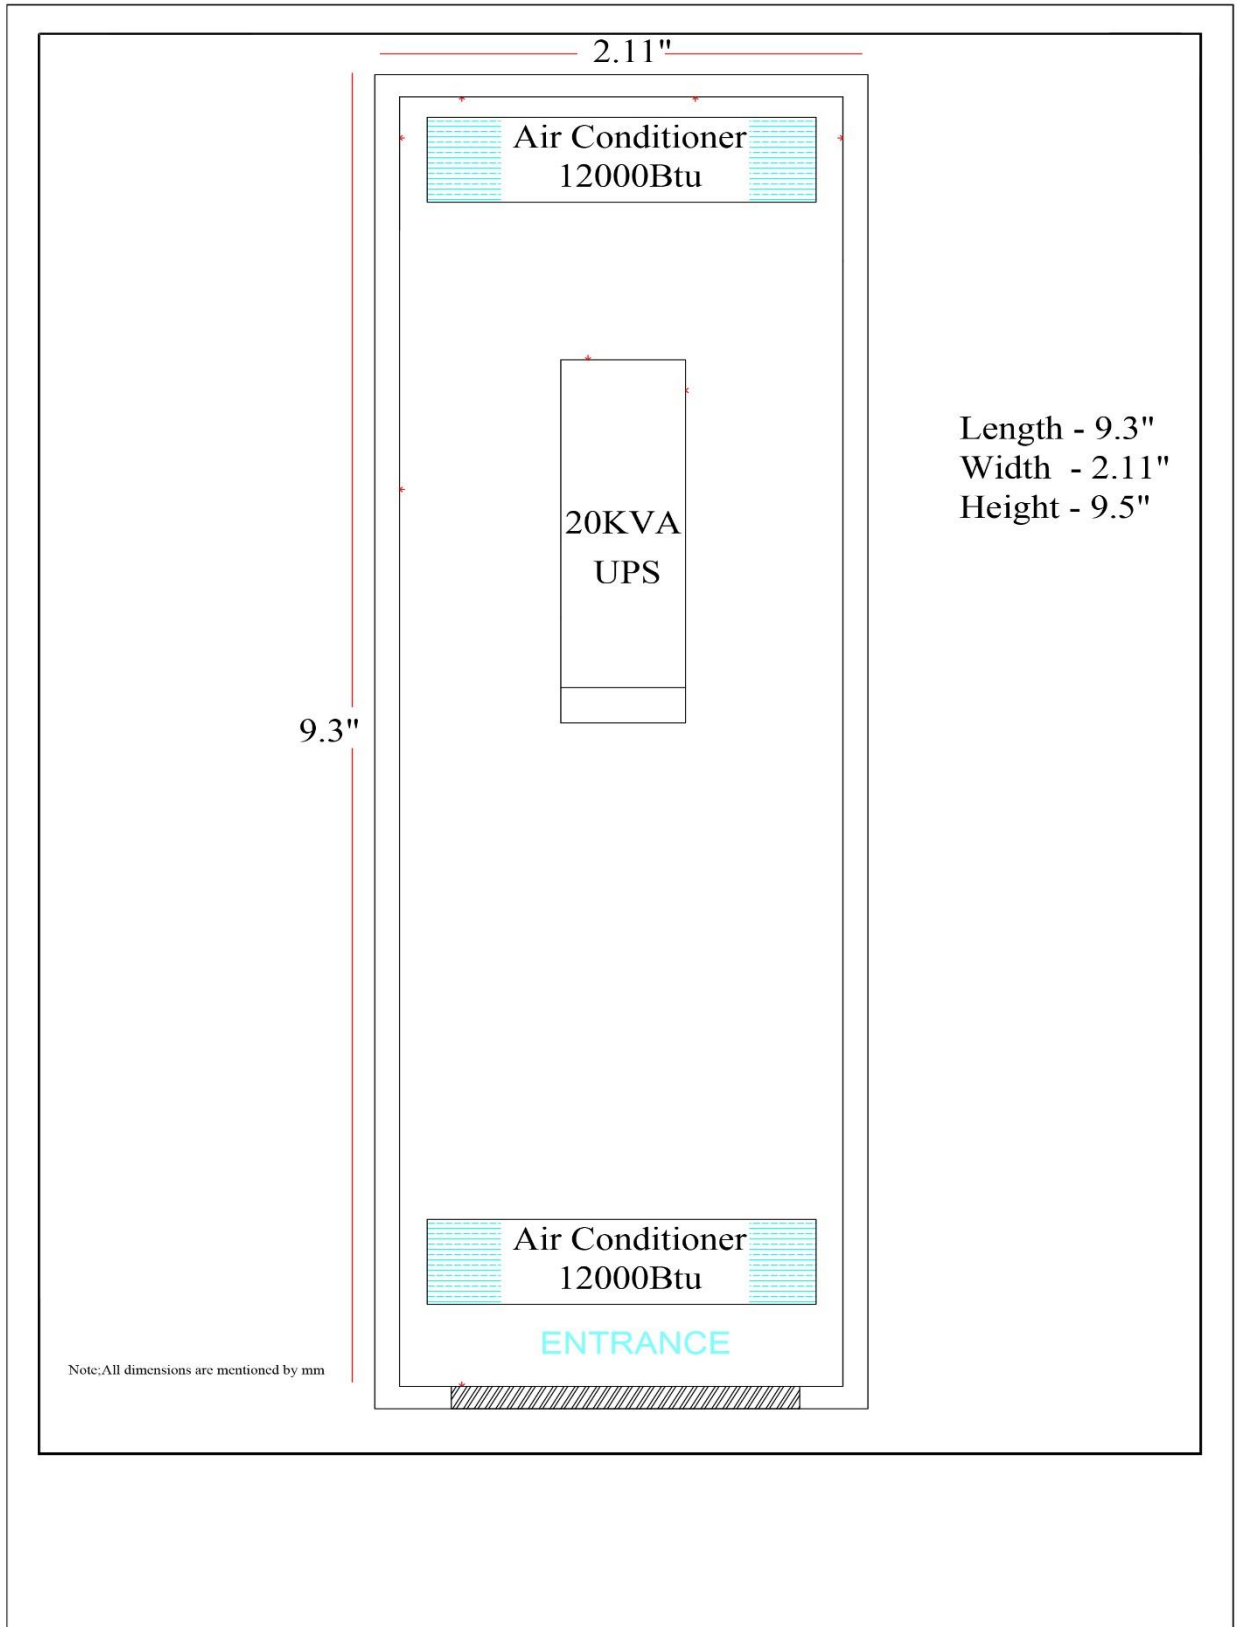 2.11"
Air Conditioner
12000Btu
Length - 9.3"
Width - 2.11"
Height - 9.5"
20KVA
UPS
9.3"
Air Conditioner
12000Btu
ENTRANCE
Note;All dimensions are mentioned by mm